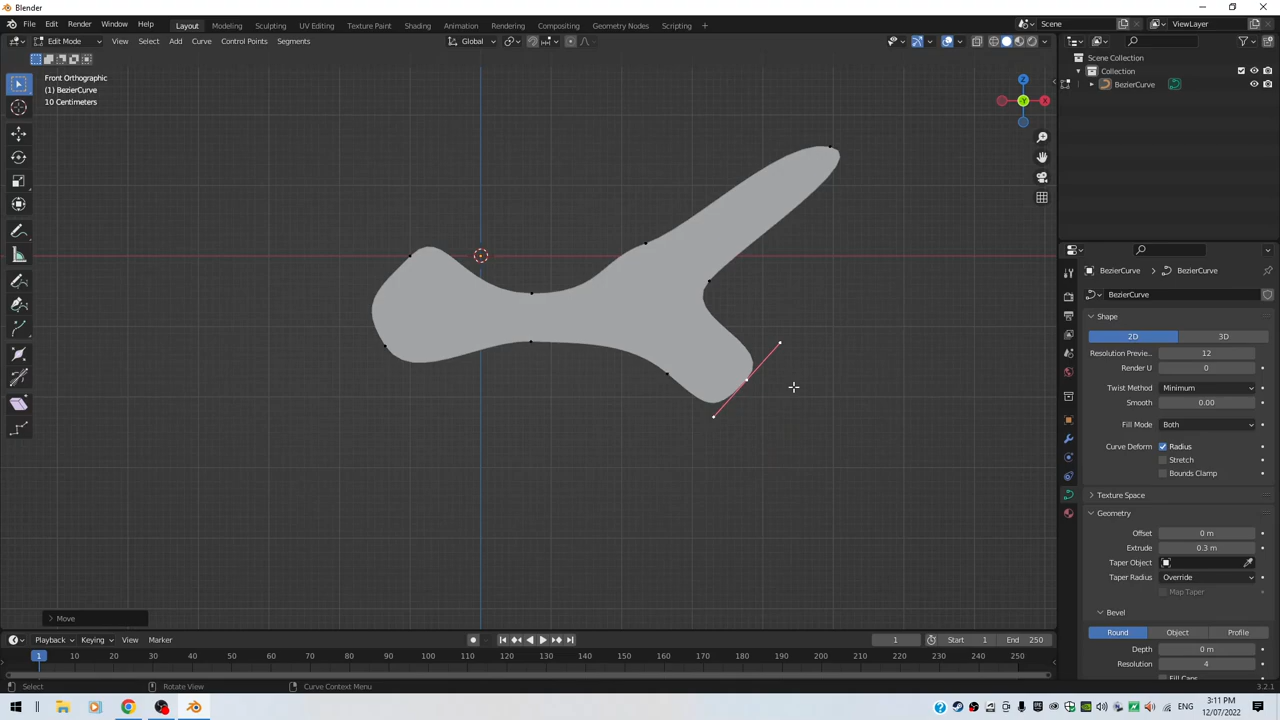 Blender
File Edit Render Window Help
Layout Modeling Sculpting UV Editing Texture Paint Shading Animation Rendering Compositing Geometry Nodes Scripting +
Scene
ViewLayer
Edit Mode View Select Add Curve Control Points Segments
Global
Front Orthographic
(1) BezierCurve
10 Centimeters
Z
X
-Y
Scene Collection
Collection
BezierCurve
BezierCurve > BezierCurve
BezierCurve
Shape
2D 3D
Resolution Previe.. 12
Render U 0
Twist Method Minimum
Smooth 0.00
Fill Mode Both
Curve Deform Radius
Stretch
Bounds Clamp
Texture Space
Geometry
Offset 0 m
Extrude 0.3 m
Taper Object
Taper Radius Override
Map Taper
Bevel
Round Object Profile
Depth 0 m
Resolution 4
Fill Caps
Move
Playback Keying View Marker
1 Start 1 End 250
1 10 20 30 40 50 60 70 80 90 100 110 120 130 140 150 160 170 180 190 200 210 220 230 240 250
Select Rotate View Curve Context Menu
3.2.1
ENG
3:11 PM
12/07/2022